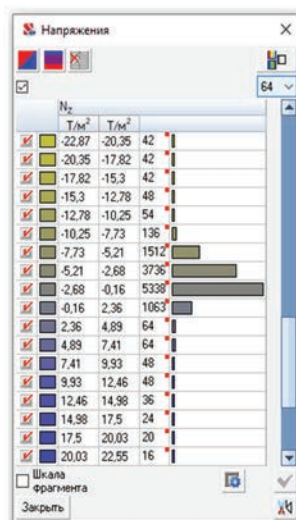 Напряжения
64
Nz
Т/м² Т/м²
-22,87 -20,35 42
-20,35 -17,82 42
-17,82 -15,3 42
-15,3 -12,78 48
-12,78 -10,25 54
-10,25 -7,73 136
-7,73 -5,21 1512
-5,21 -2,68 3736
-2,68 -0,16 5338
-0,16 2,36 1063
2,36 4,89 64
4,89 7,41 64
7,41 9,93 48
9,93 12,46 48
12,46 14,98 36
14,98 17,5 24
17,5 20,03 20
20,03 22,55 16
Шкала
фрагмента
Закрыть